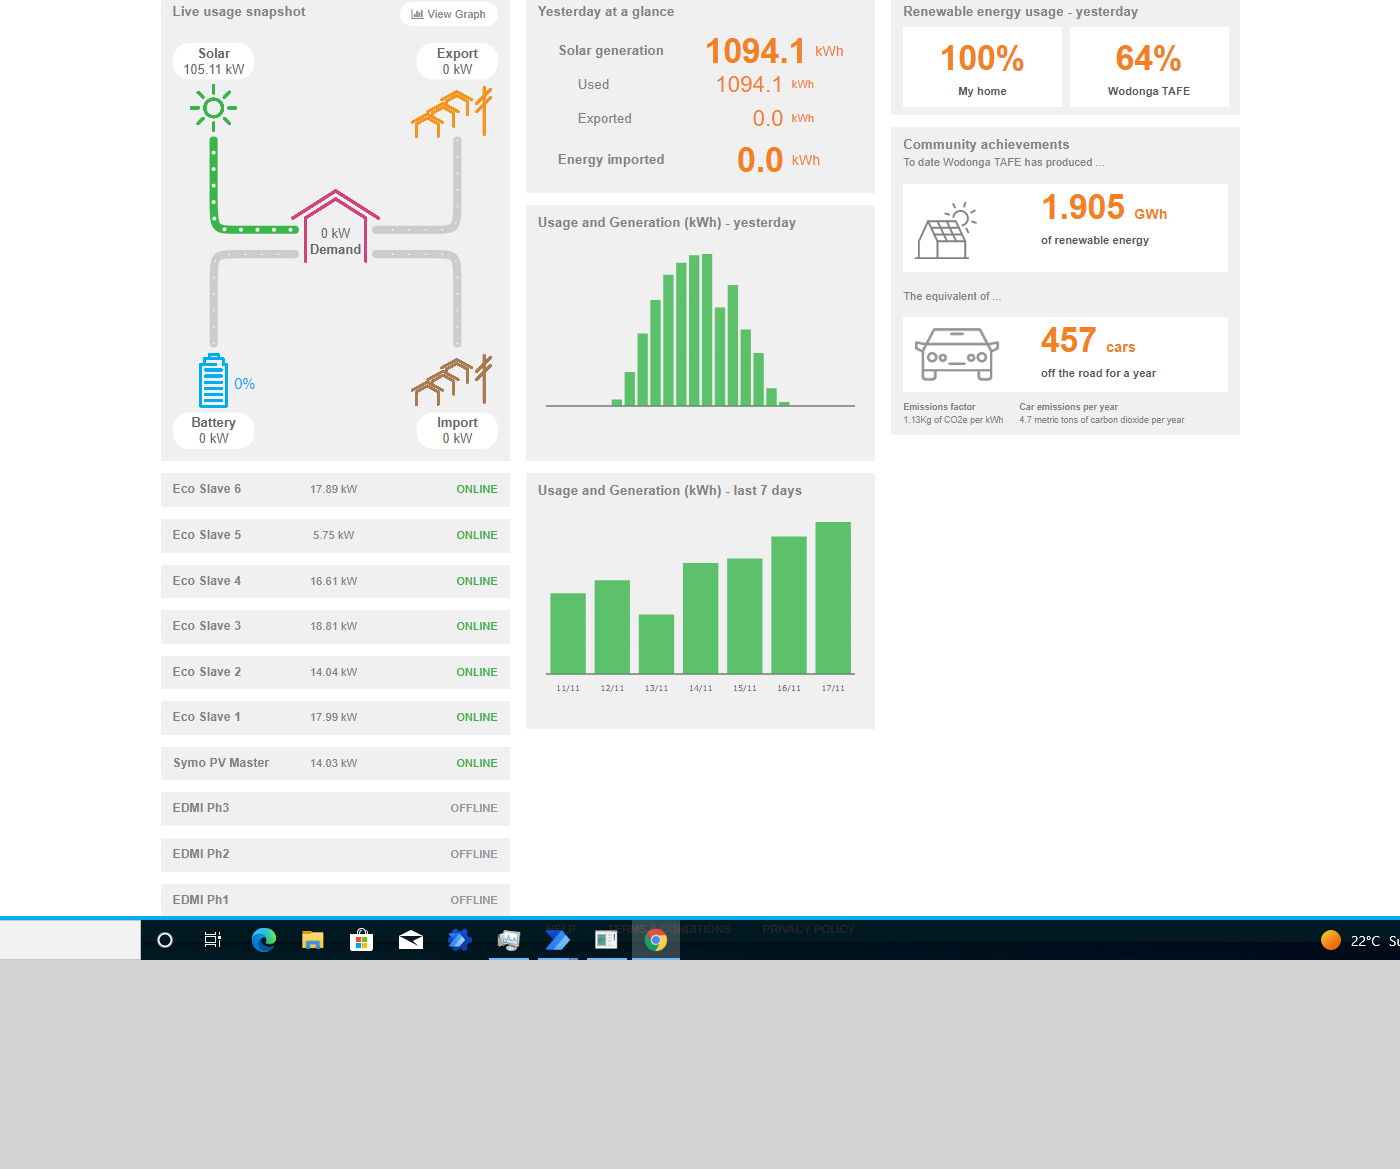 Live usage snapshot
View Graph
Solar
105.11 kW
Export
0 kW
0 kW
Demand
0%
Battery
0 kW
Import
0 kW
Eco Slave 6 17.89 kW ONLINE
Eco Slave 5 5.75 kW ONLINE
Eco Slave 4 16.61 kW ONLINE
Eco Slave 3 18.81 kW ONLINE
Eco Slave 2 14.04 kW ONLINE
Eco Slave 1 17.99 kW ONLINE
Symo PV Master 14.03 kW ONLINE
EDMI Ph3 OFFLINE
EDMI Ph2 OFFLINE
EDMI Ph1 OFFLINE
Yesterday at a glance
Solar generation 1094.1 kWh
Used 1094.1 kWh
Exported 0.0 kWh
Energy imported 0.0 kWh
Usage and Generation (kWh) - yesterday
Usage and Generation (kWh) - last 7 days
11/11 12/11 13/11 14/11 15/11 16/11 17/11
Renewable energy usage - yesterday
100%
My home
64%
Wodonga TAFE
Community achievements
To date Wodonga TAFE has produced ...
1.905 GWh
of renewable energy
The equivalent of ...
457 cars
off the road for a year
Emissions factor
1.13Kg of CO2e per kWh
Car emissions per year
4.7 metric tons of carbon dioxide per year
HELP TERMS & CONDITIONS PRIVACY POLICY
22°C Su